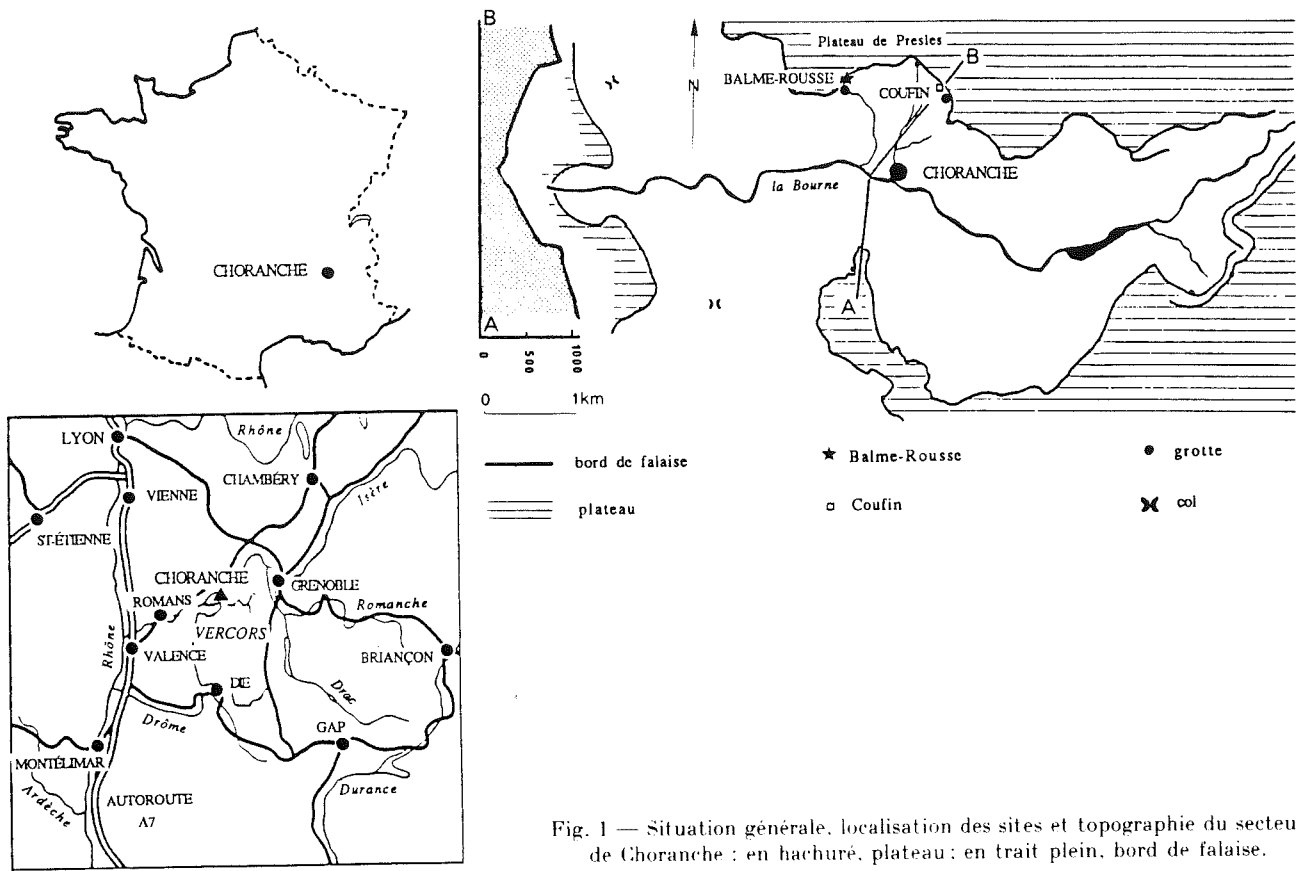 CHORANCHE
B
A
0
500
1000
0 1km
N
Plateau de Presles
BALME-ROUSSE
COUFIN
B
CHORANCHE
la Bourne
A
bord de falaise
plateau
Balme-Rousse
Coufin
grotte
col
LYON
Rhône
VIENNE
CHAMBÉRY
Isère
ST-ÉTIENNE
CHORANCHE
GRENOBLE
ROMANS
Romanche
VERCORS
Rhône
VALENCE
BRIANÇON
DIE
Drac
Drôme
GAP
MONTÉLIMAR
Durance
Ardèche
AUTOROUTE
A7
Fig. 1 — Situation générale, localisation des sites et topographie du secteu
de Choranche : en hachuré, plateau ; en trait plein, bord de falaise.